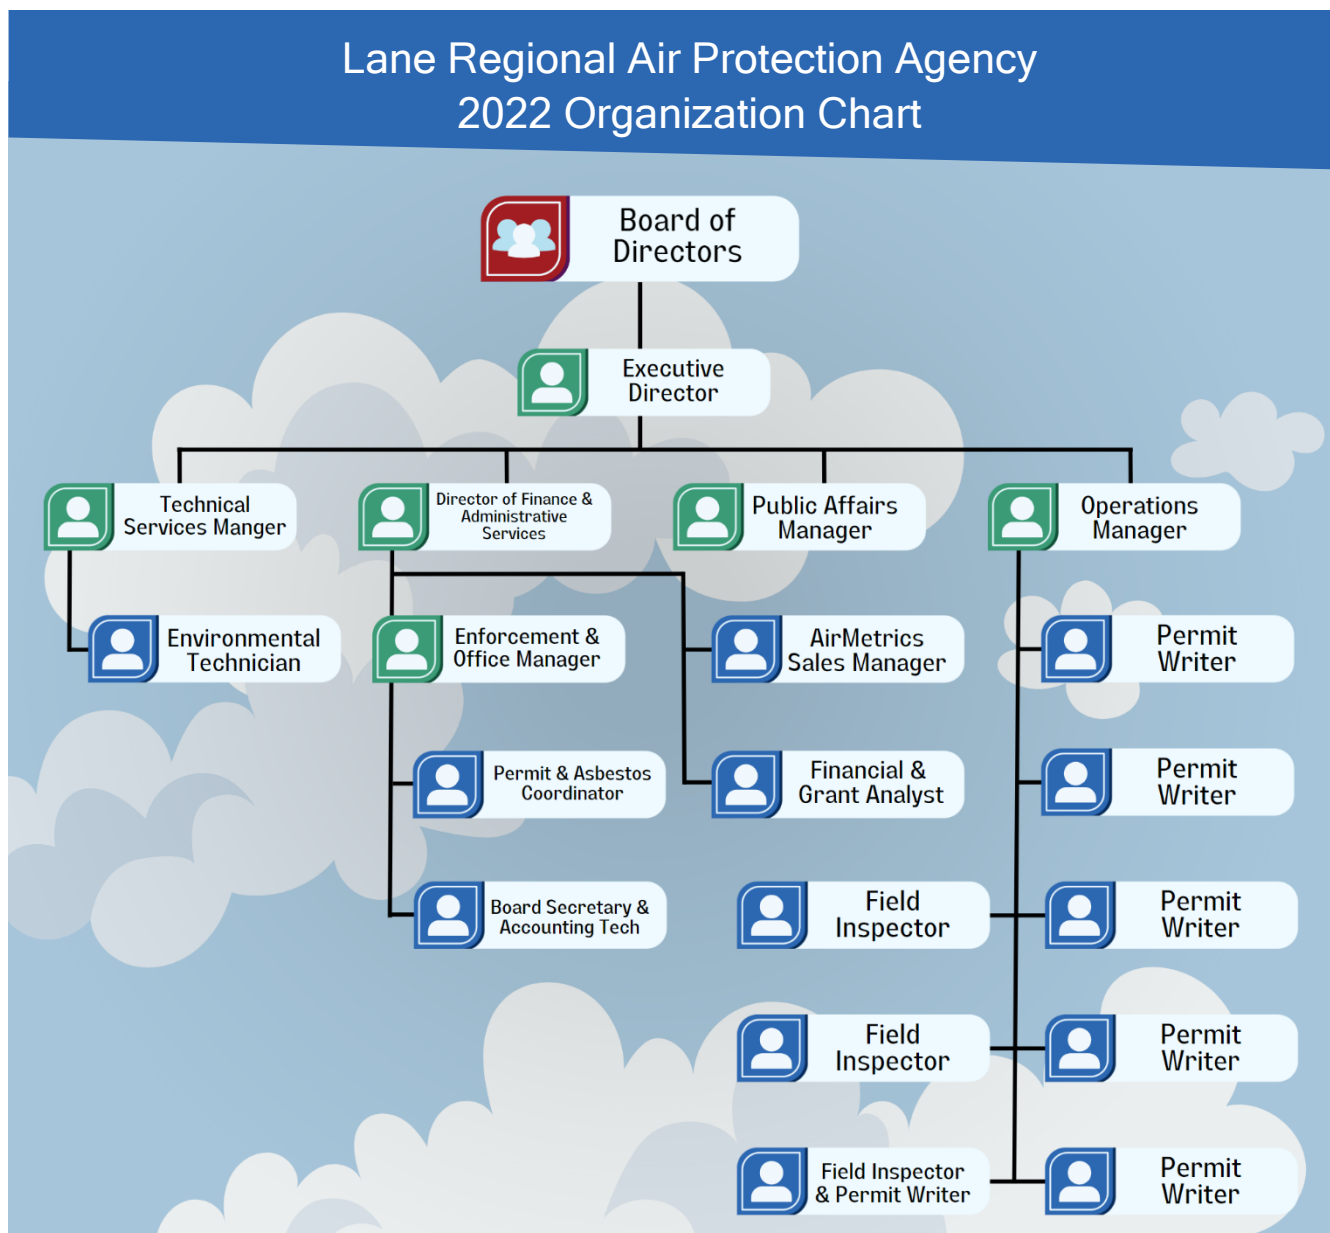 Lane Regional Air Protection Agency
2022 Organization Chart
Board of
Directors
Executive
Director
Technical
Services Manger
Director of Finance &
Administrative
Services
Public Affairs
Manager
Operations
Manager
Environmental
Technician
Enforcement &
Office Manager
AirMetrics
Sales Manager
Permit
Writer
Permit & Asbestos
Coordinator
Financial &
Grant Analyst
Permit
Writer
Board Secretary &
Accounting Tech
Field
Inspector
Permit
Writer
Field
Inspector
Permit
Writer
Field Inspector
& Permit Writer
Permit
Writer